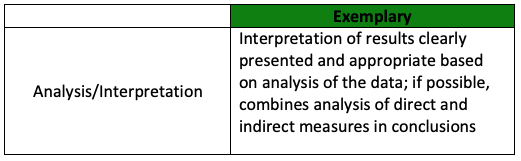 Exemplary
Analysis/Interpretation
Interpretation of results clearly
presented and appropriate based
on analysis of the data; if possible,
combines analysis of direct and
indirect measures in conclusions